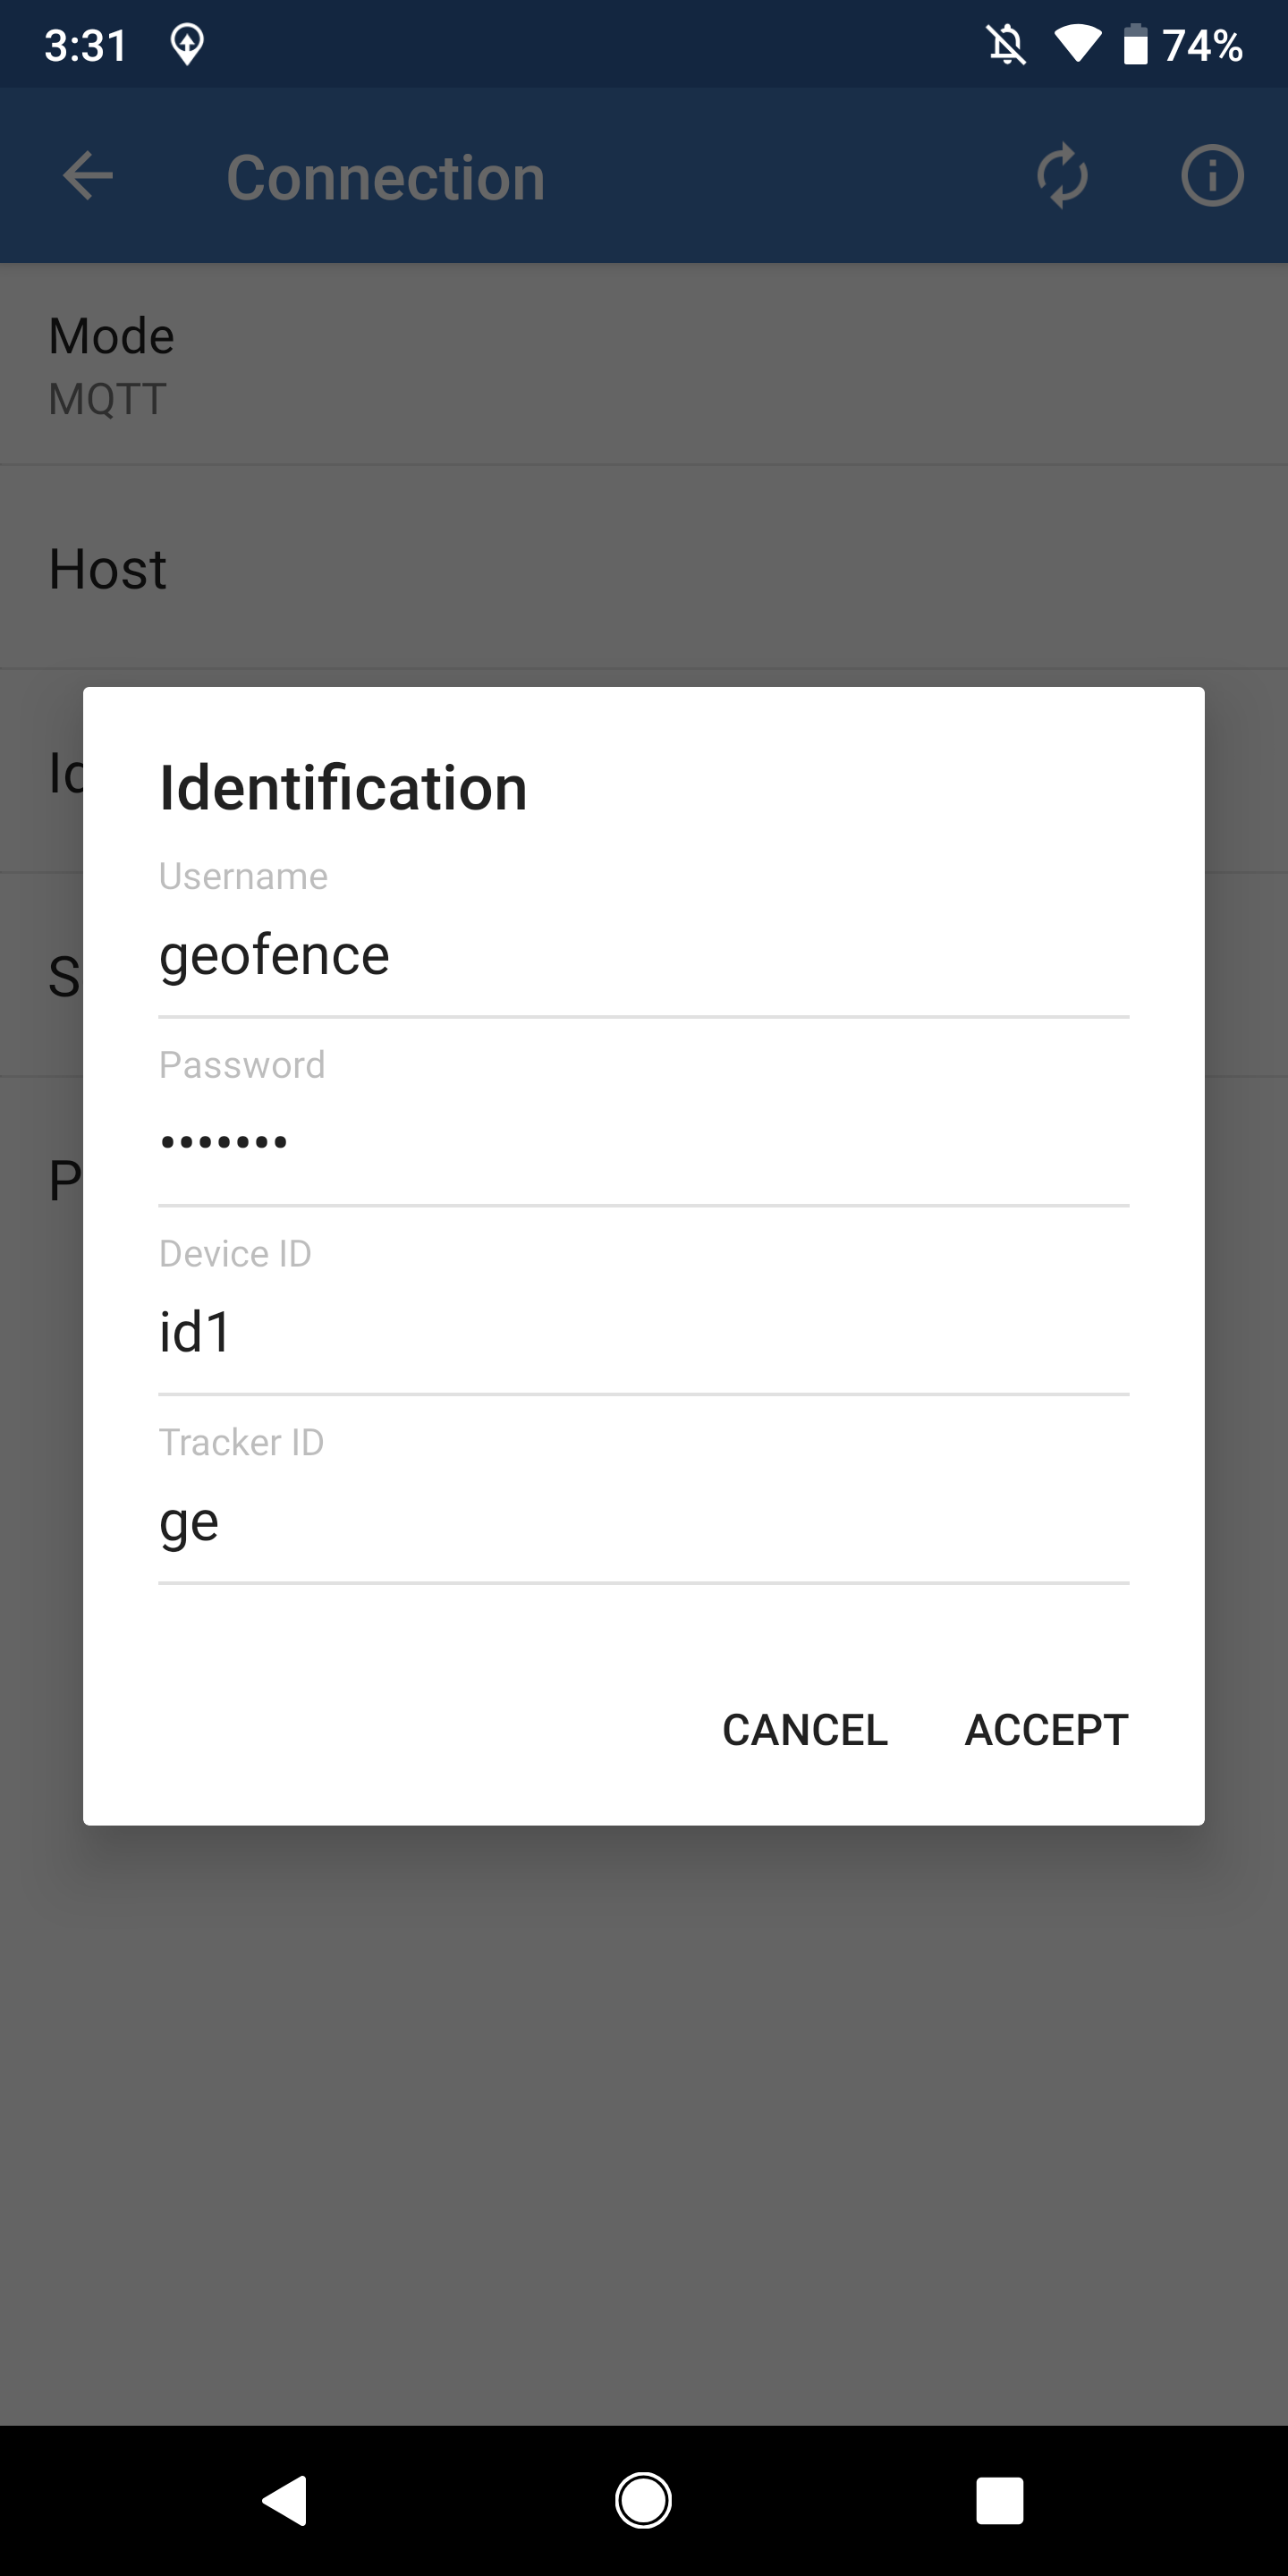 3:31 74%
Connection
Mode
MQTT
Host
Identification
Username
geofence
Password
•••••••
Device ID
id1
Tracker ID
ge
CANCEL ACCEPT